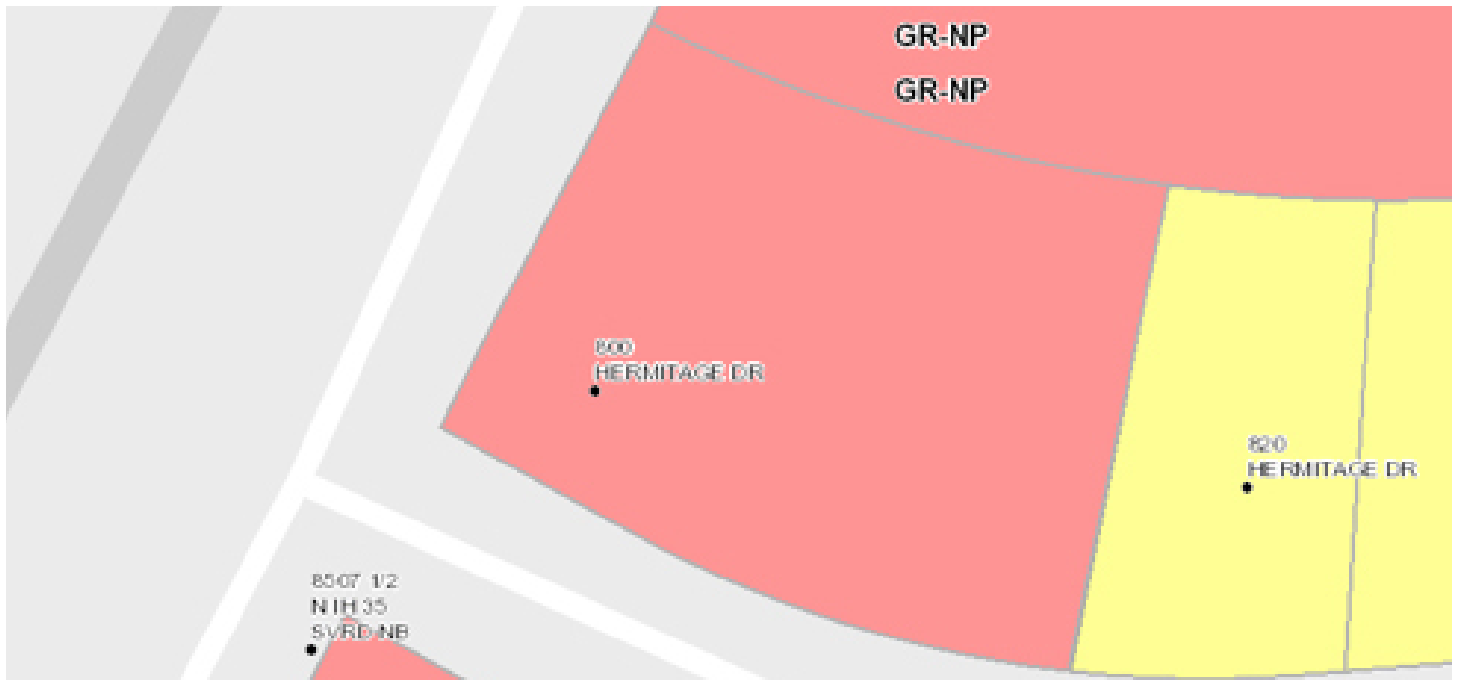 GR-NP
GR-NP
800
HERMITAGE DR
820
HERMITAGE DR
8507 1/2
N IH 35
SVRD NB